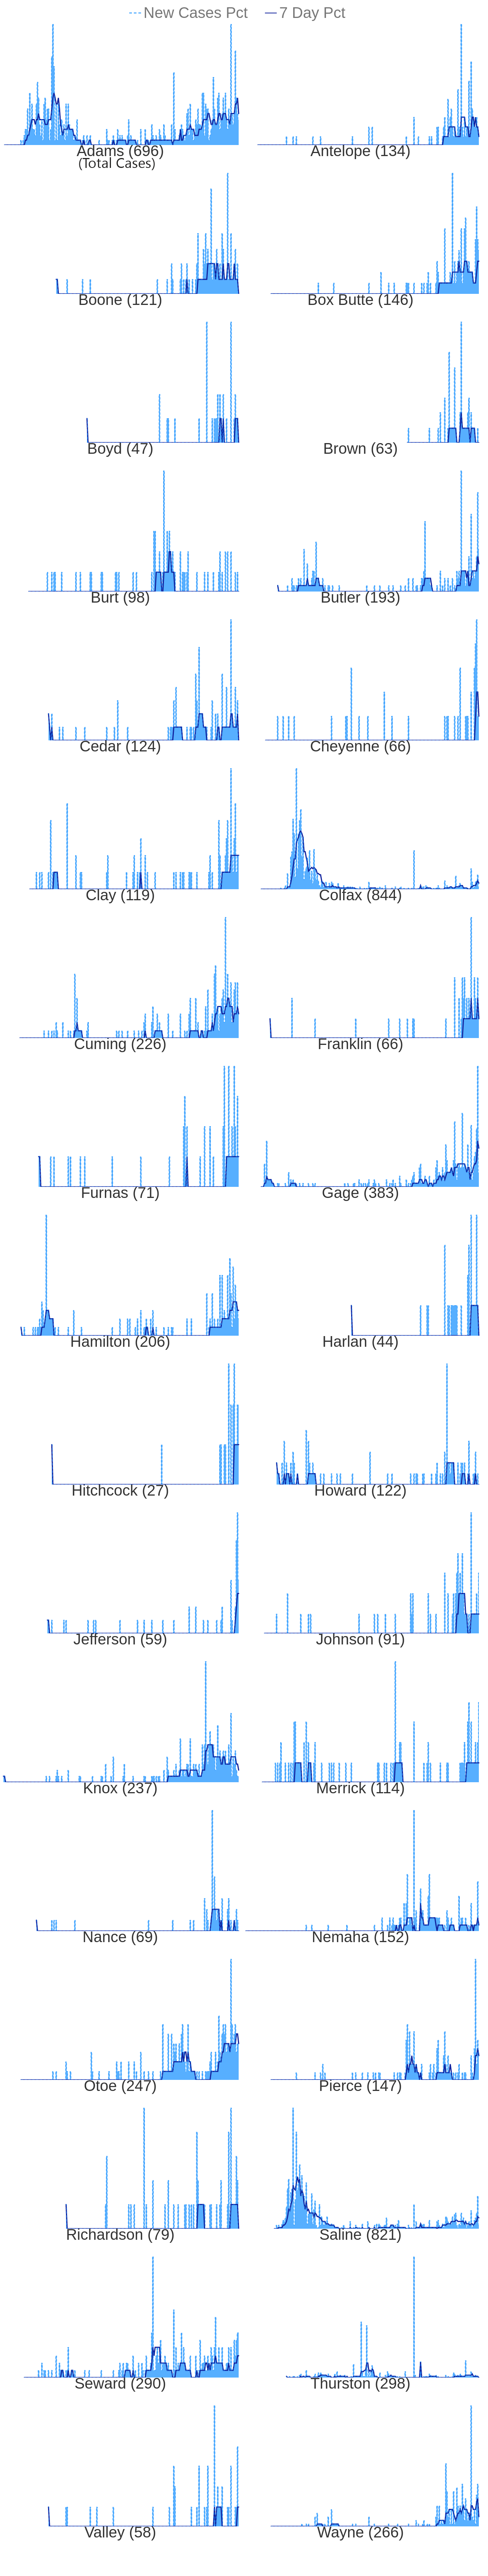 New Cases Pct 7 Day Pct
Adams (696) Antelope (134)
(Total Cases)
Boone (121) Box Butte (146)
Boyd (47) Brown (63)
Burt (98) Butler (193)
Cedar (124) Cheyenne (66)
Clay (119) Colfax (844)
Cuming (226) Franklin (66)
Furnas (71) Gage (383)
Hamilton (206) Harlan (44)
Hitchcock (27) Howard (122)
Jefferson (59) Johnson (91)
Knox (237) Merrick (114)
Nance (69) Nemaha (152)
Otoe (247) Pierce (147)
Richardson (79) Saline (821)
Seward (290) Thurston (298)
Valley (58) Wayne (266)